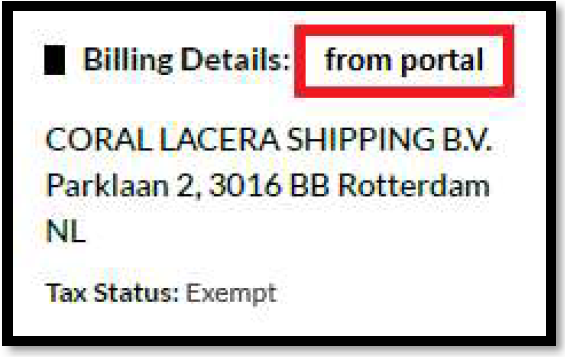 Billing Details: from portal
CORAL LACERA SHIPPING B.V.
Parklaan 2, 3016 BB Rotterdam
NL
Tax Status: Exempt